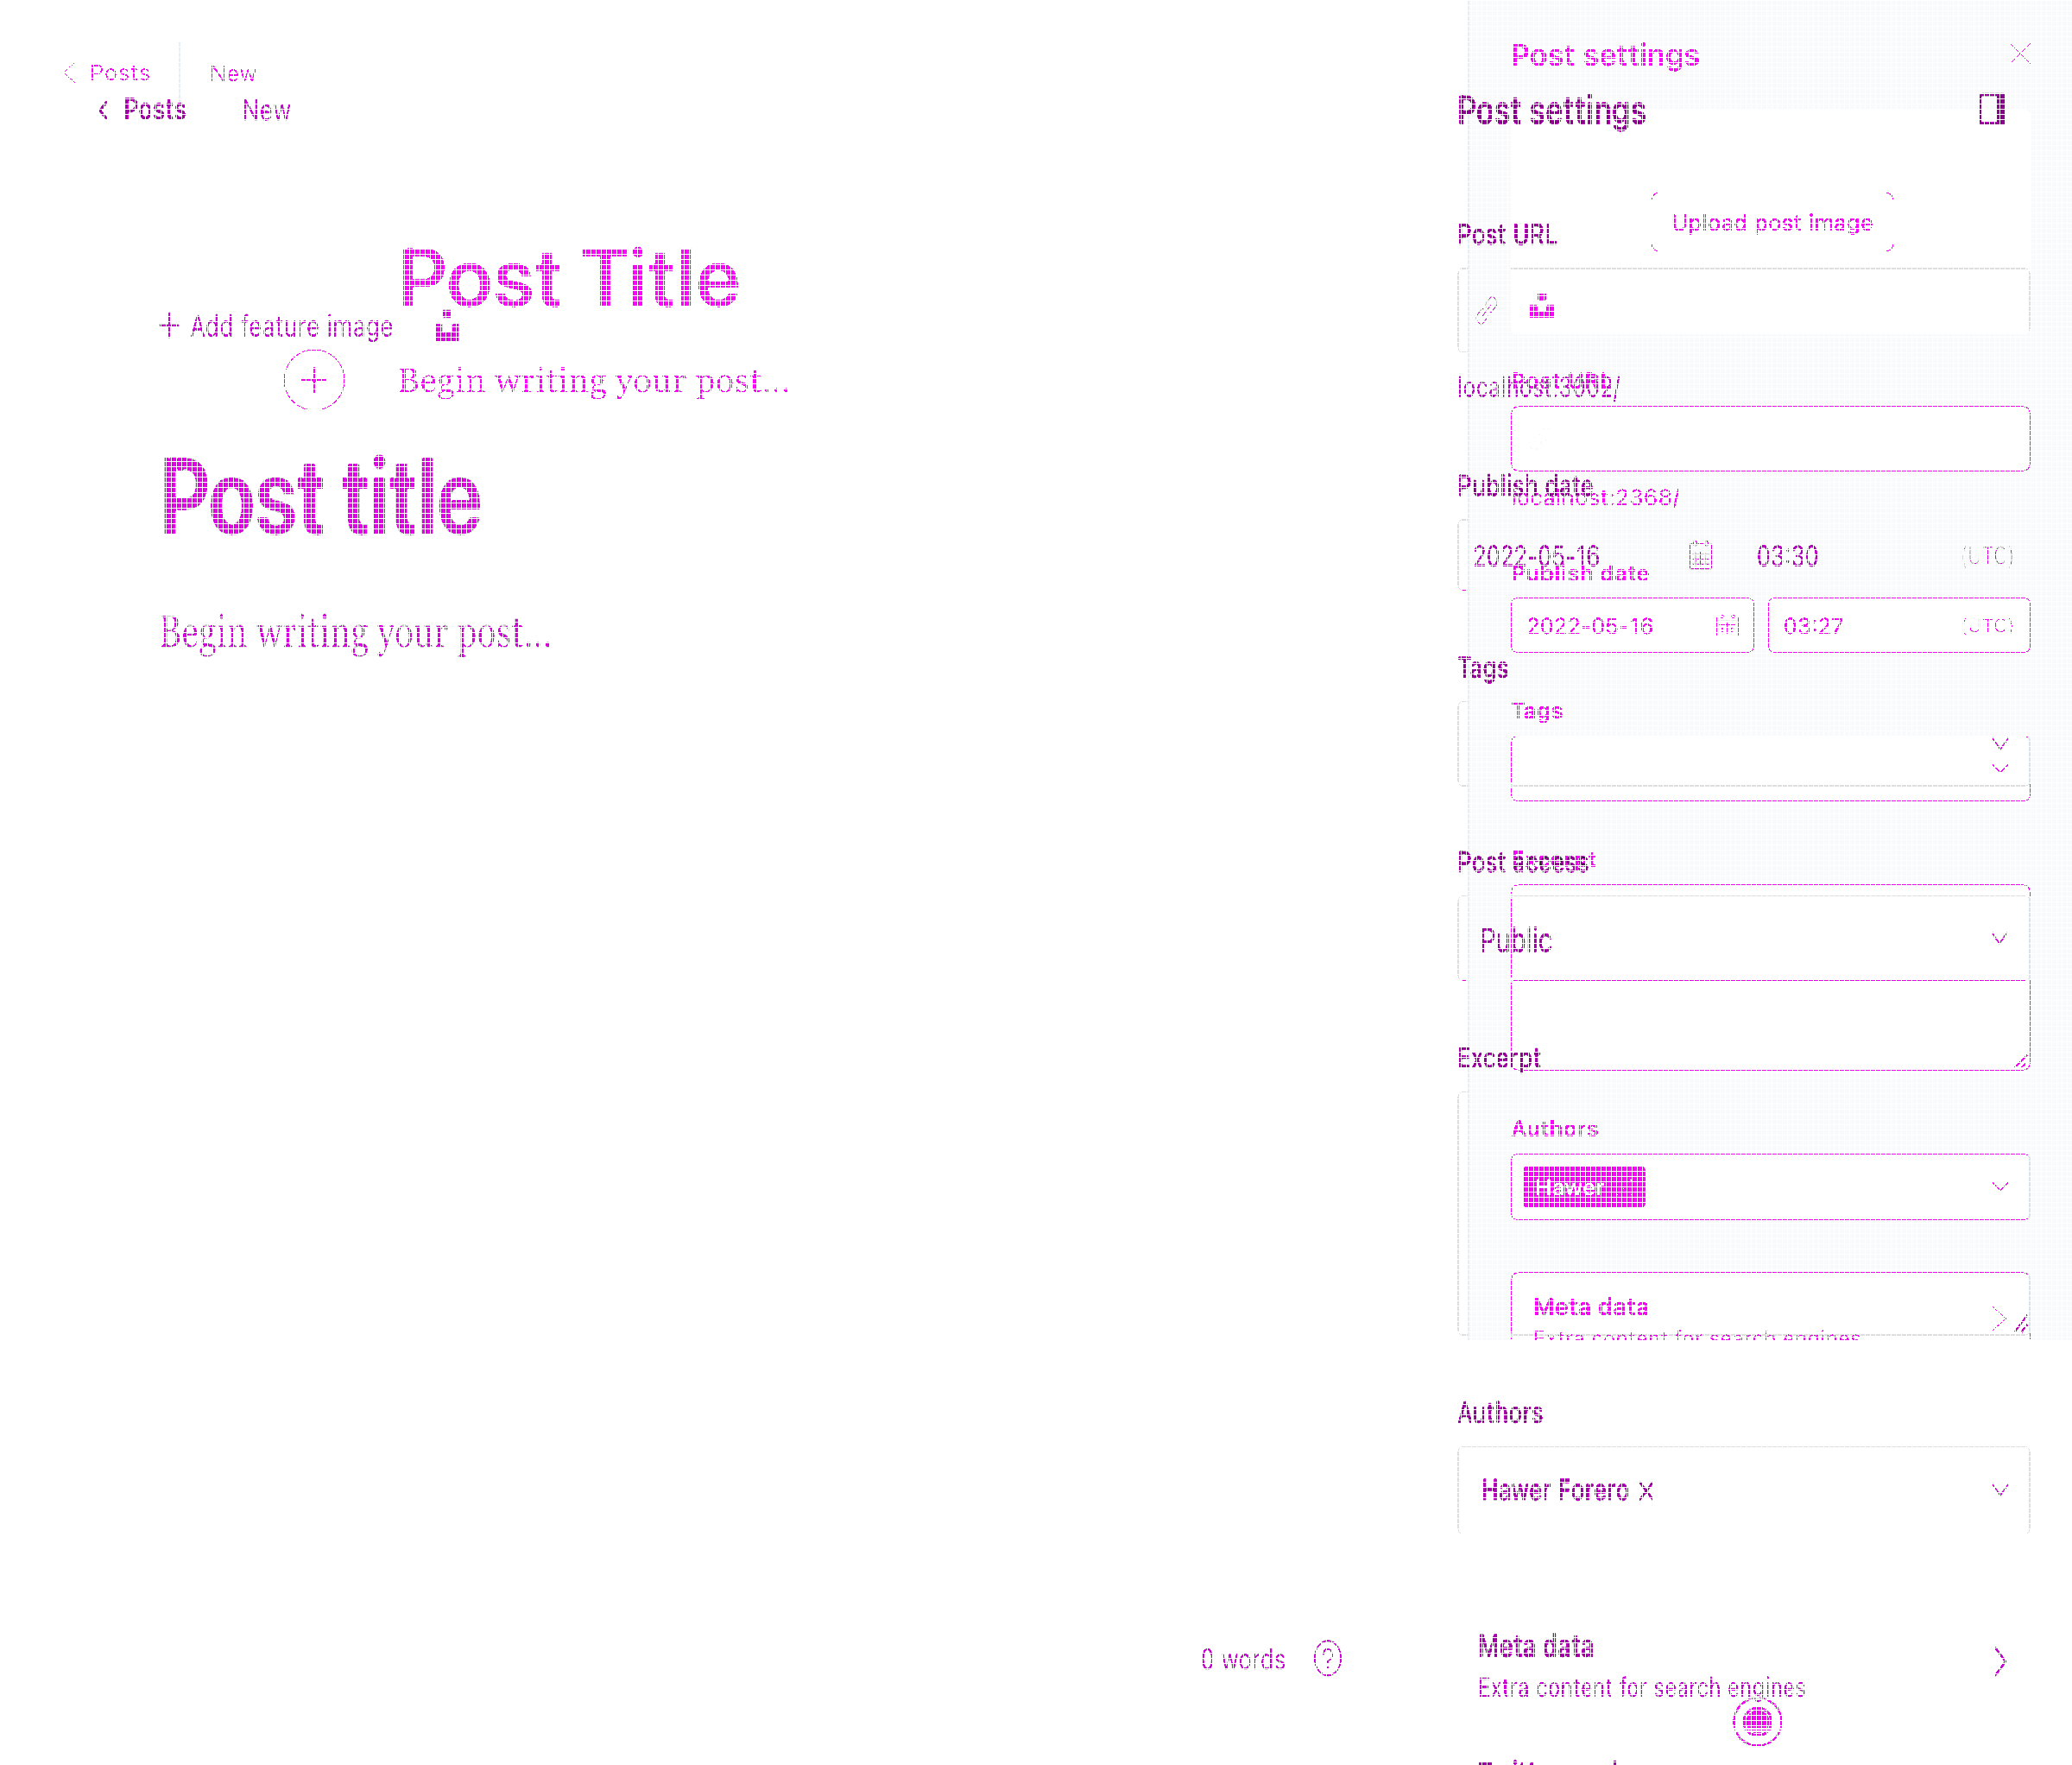 Posts New
Posts New
Post Title
Add feature image
Begin writing your post...
Post title
Begin writing your post...
0 words
?
Post settings
Post settings
Upload post image
Post URL
localhost:3002/
Publish date
localhost:2368/
2022-05-16 03:30 (UTC)
Publish date
2022-05-16 03:27 (UTC)
Tags
Tags
Post access
Public
Excerpt
Authors
Hawer
Meta data
Extra content for search engines
Authors
Hawer Forero ×
Meta data
Extra content for search engines